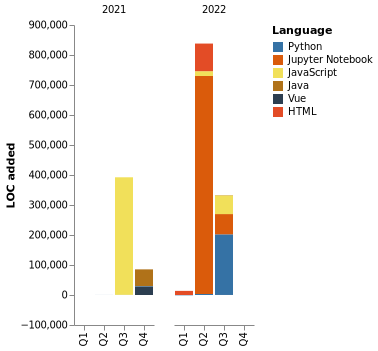 2021 2022
Language
Python
Jupyter Notebook
JavaScript
Java
Vue
HTML
LOC added
900,000
800,000
700,000
600,000
500,000
400,000
300,000
200,000
100,000
0
−100,000
Q1 Q2 Q3 Q4 Q1 Q2 Q3 Q4